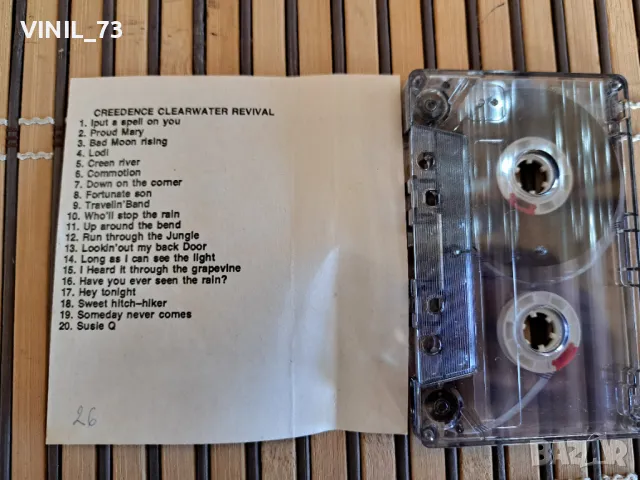 VINIL_73
CREEDENCE CLEARWATER REVIVAL
1. Iput a spell on you
2. Proud Mary
3. Bad Moon rising
4. Lodi
5. Creen river
6. Commotion
7. Down on the corner
8. Fortunate son
9. Travelin'Band
10. Who'll stop the rain
11. Up around the bend
12. Run through the Jungle
13. Lookin'out my back Door
14. Long as I can see the light
15. I Heard it through the grapevine
16. Have you ever seen the rain?
17. Hey tonight
18. Sweet hitch-hiker
19. Someday never comes
20. Susie Q
26
BAZAR